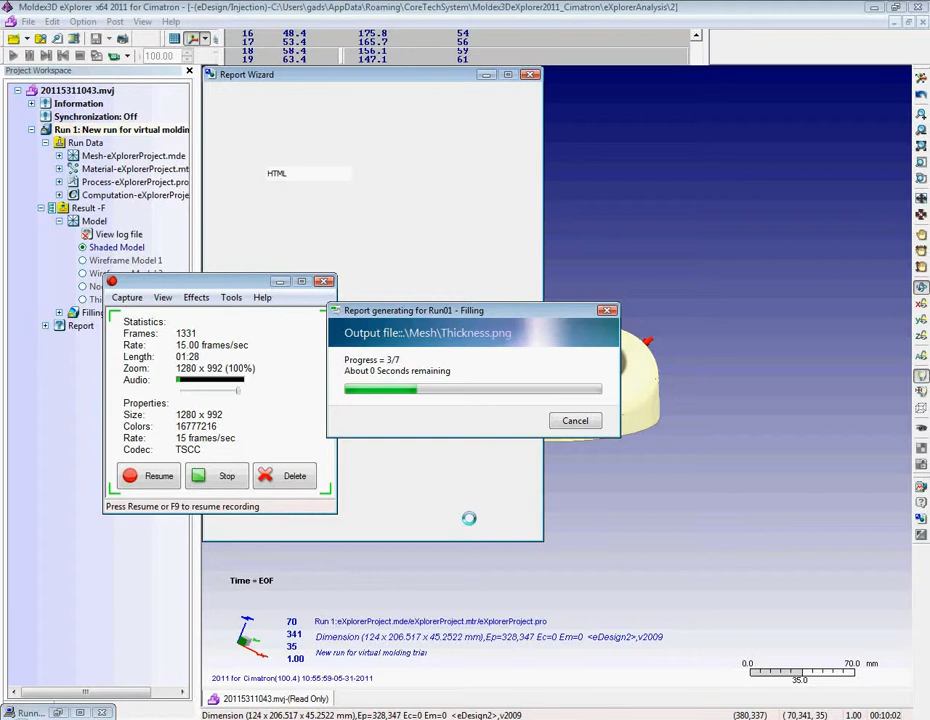 Moldex3D eXplorer x64 2011 for Cimatron - [-(eDesign/Injection)-C:\Users\gads\AppData\Roaming\CoreTechSystem\Moldex3DeXplorer2011_Cimatron\eXplorerAnalysis\2]
File Edit Option Post View Help
100.00
16 48.4 175.8 54
17 53.4 165.7 56
18 58.4 156.1 59
19 63.4 147.1 61
Project Workspace
20115311043.mvj
Information
Synchronization: Off
Run 1: New run for virtual moldin
Run Data
Mesh-eXplorerProject.mde
Material-eXplorerProject.mt
Process-eXplorerProject.pro
Computation-eXplorerProje
Result -F
Model
View log file
Shaded Model
Wireframe Model 1
Wire
No
Thi
Filling
Report
Report Wizard
HTML
Capture View Effects Tools Help
Statistics:
Frames: 1331
Rate: 15.00 frames/sec
Length: 01:28
Zoom: 1280 x 992 (100%)
Audio:
Properties:
Size: 1280 x 992
Colors: 16777216
Rate: 15 frames/sec
Codec: TSCC
Resume Stop Delete
Press Resume or F9 to resume recording
Report generating for Run01 - Filling
Output file:.\Mesh\Thickness.png
Progress = 3/7
About 0 Seconds remaining
Cancel
Time = EOF
70
341
35
1.00
Run 1:eXplorerProject.mde/eXplorerProject.mtr/eXplorerProject.pro
Dimension (124 x 206.517 x 45.2522 mm),Ep=328,347 Ec=0 Em=0 <eDesign2>,v2009
New run for virtual molding trial
2011 for Cimatron(100.4) 10:55:59-05-31-2011
0.0 70.0 mm
35.0
20115311043.mvj-(Read Only)
Runn...
Dimension (124 x 206.517 x 45.2522 mm),Ep=328,347 Ec=0 Em=0 <eDesign2>,v2009
(380,337) (70,341, 35) 1.00 00:10:02